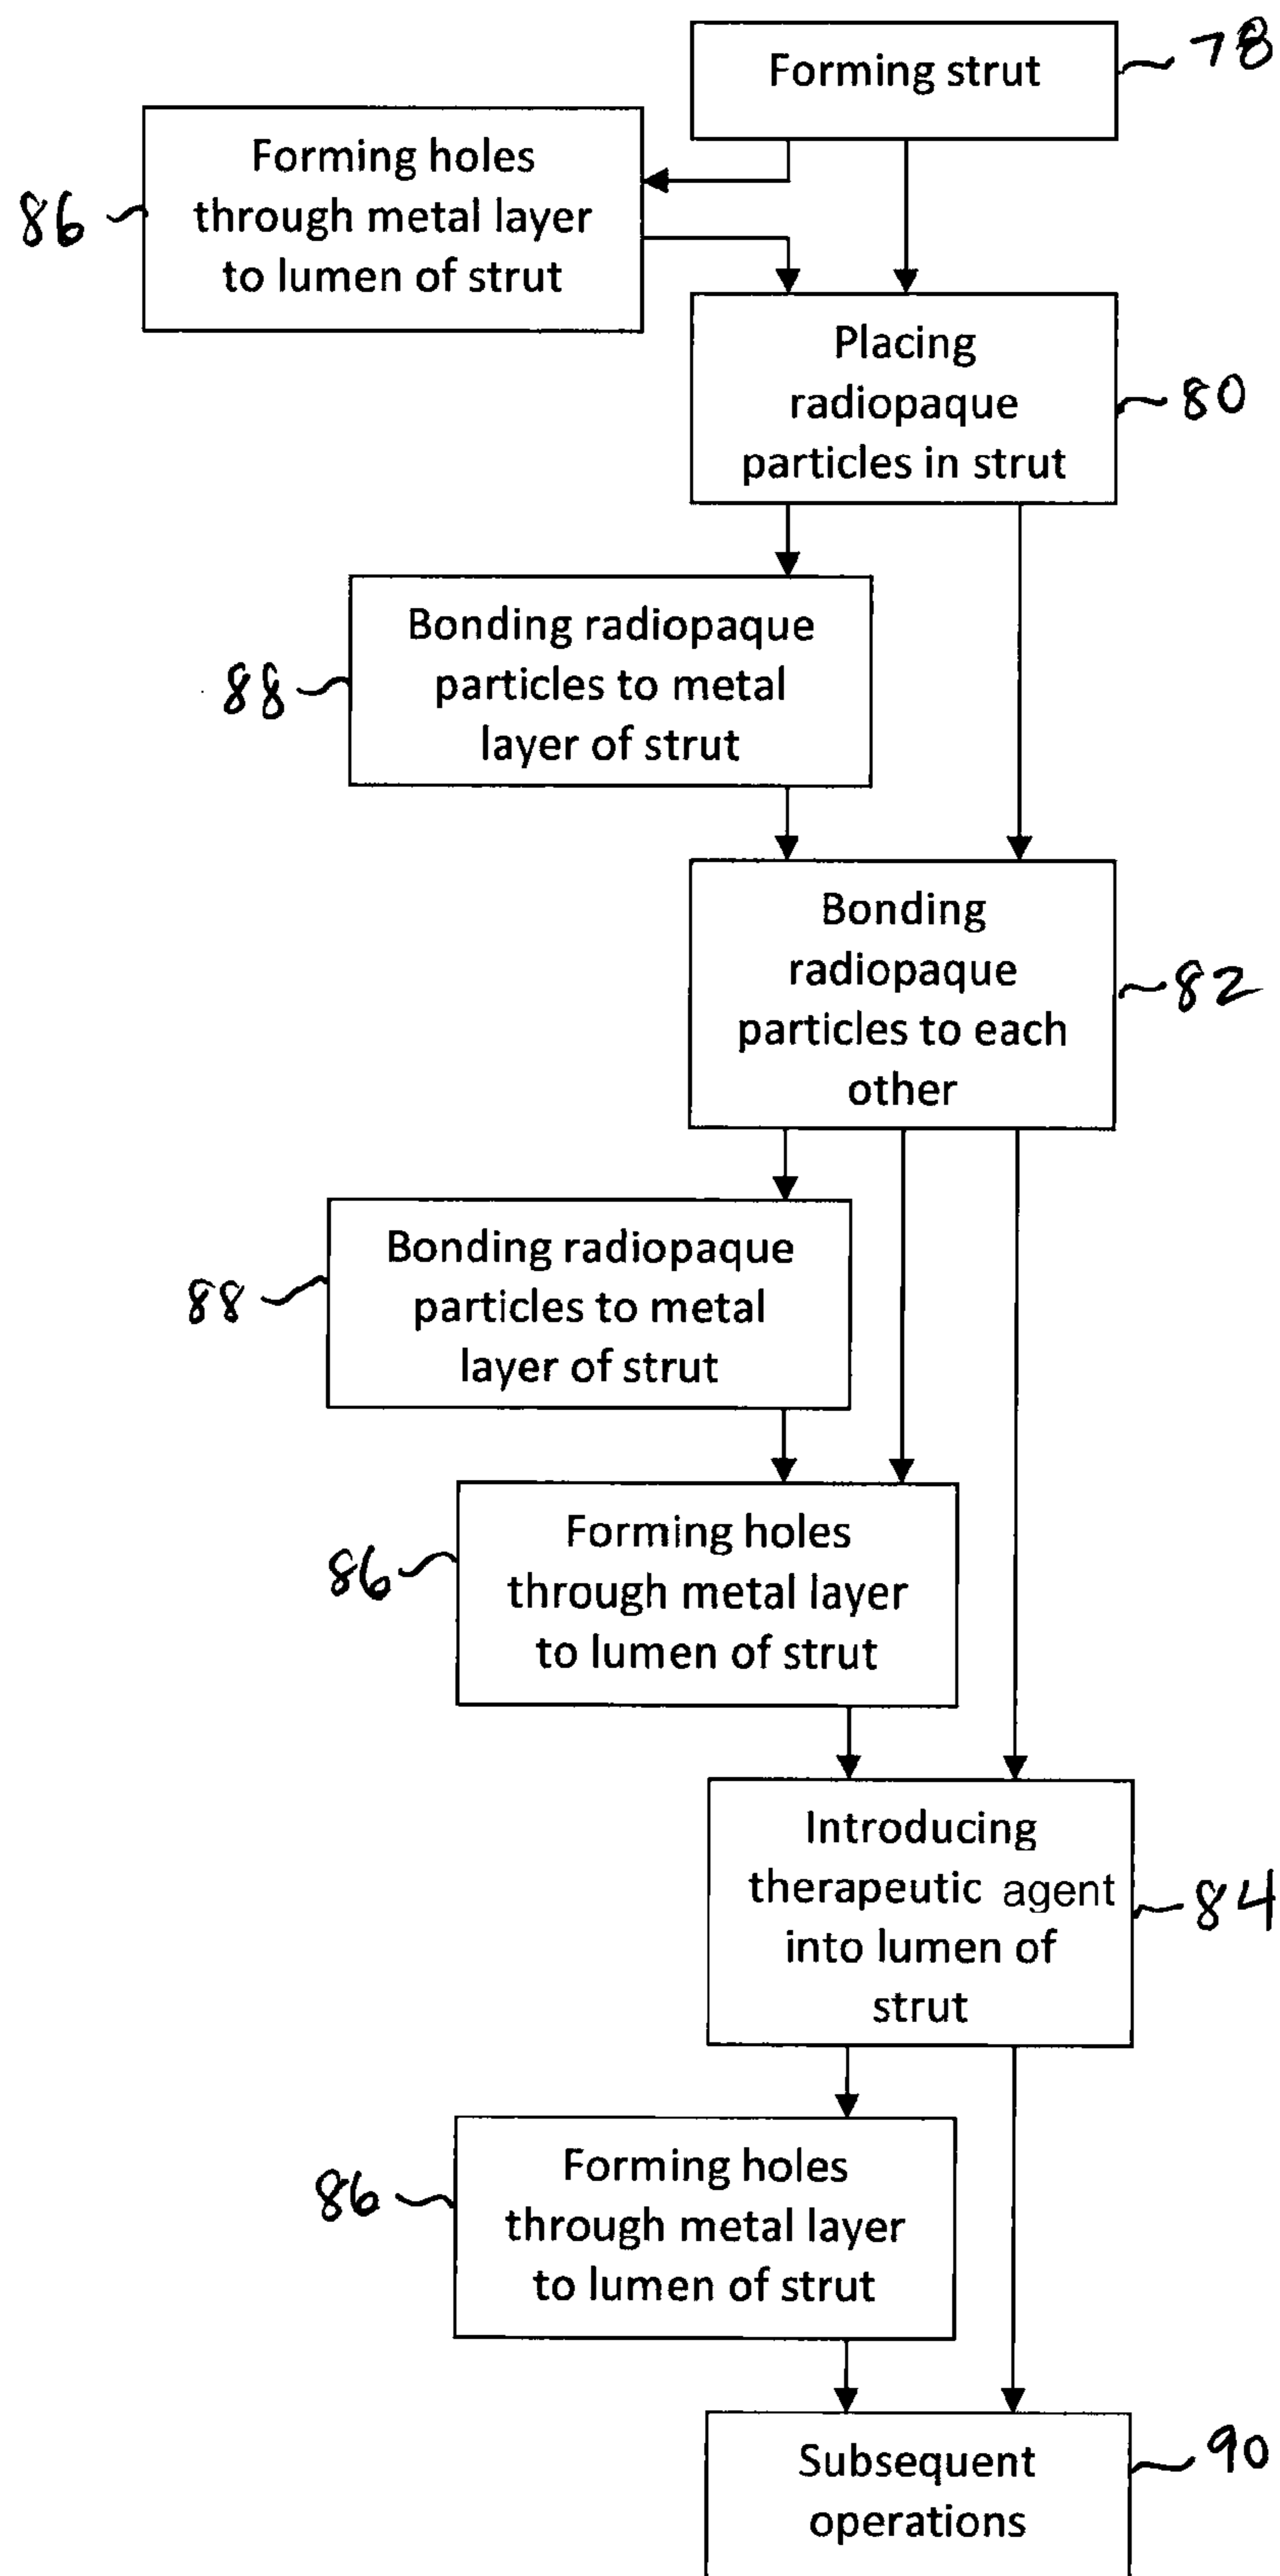 Forming strut
78
Forming holes
through metal layer
to lumen of strut
86
Placing
radiopaque
particles in strut
80
Bonding radiopaque
particles to metal
layer of strut
88
Bonding
radiopaque
particles to each
other
82
Bonding radiopaque
particles to metal
layer of strut
88
Forming holes
through metal layer
to lumen of strut
86
Introducing
therapeutic agent
into lumen of
strut
84
Forming holes
through metal layer
to lumen of strut
86
Subsequent
operations
90